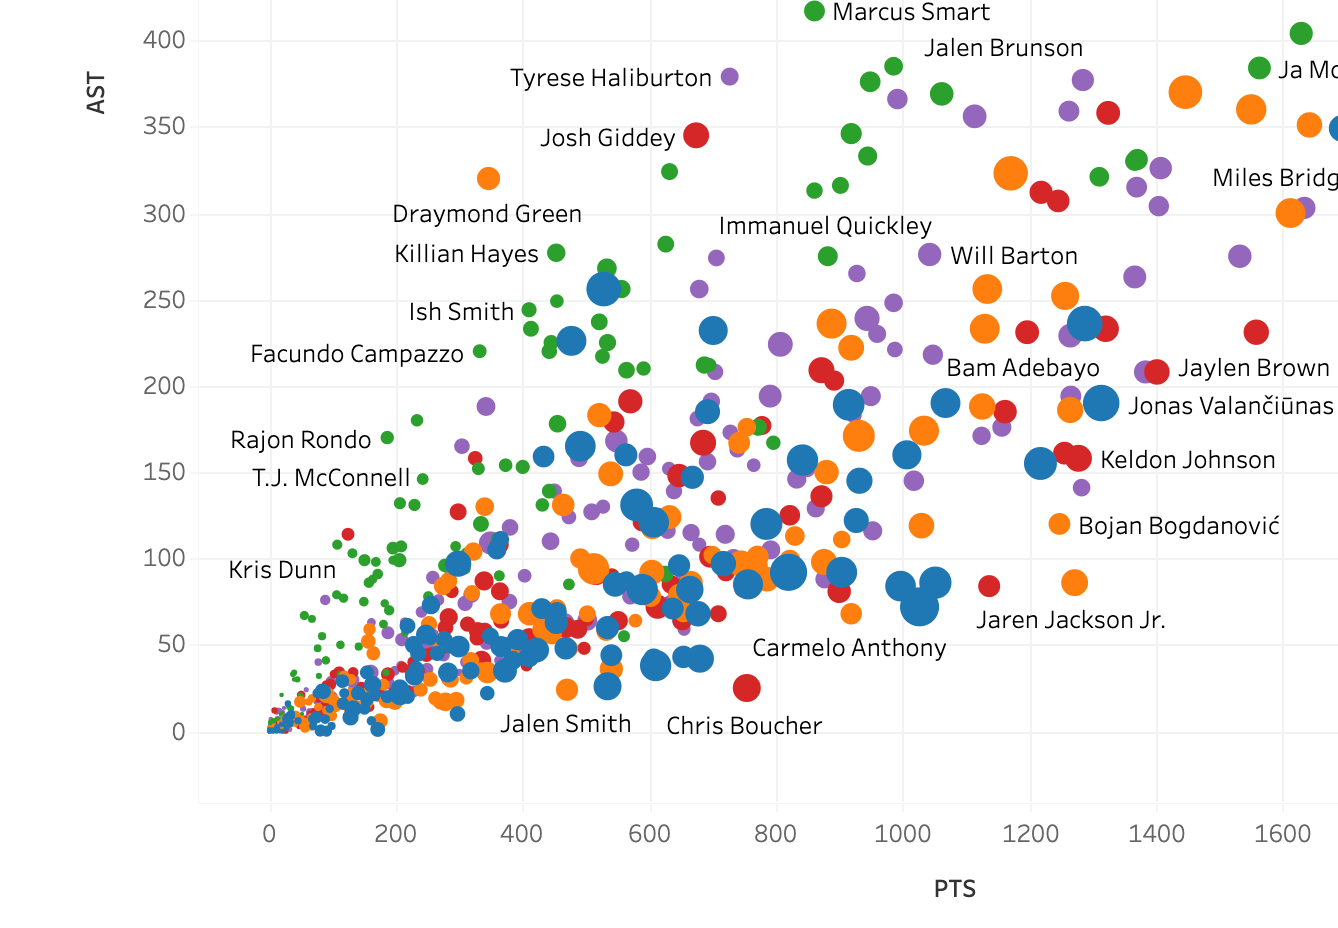 Marcus Smart
400
Jalen Brunson
AST
Tyrese Haliburton
Ja Mc
350
Josh Giddey
Miles Bridg
300
Draymond Green
Immanuel Quickley
Killian Hayes
Will Barton
250
Ish Smith
Facundo Campazzo
Bam Adebayo
Jaylen Brown
200
Jonas Valančiūnas
Rajon Rondo
Keldon Johnson
T.J. McConnell
150
Bojan Bogdanović
100
Kris Dunn
Jaren Jackson Jr.
50
Carmelo Anthony
Jalen Smith
Chris Boucher
0
0 200 400 600 800 1000 1200 1400 1600
PTS